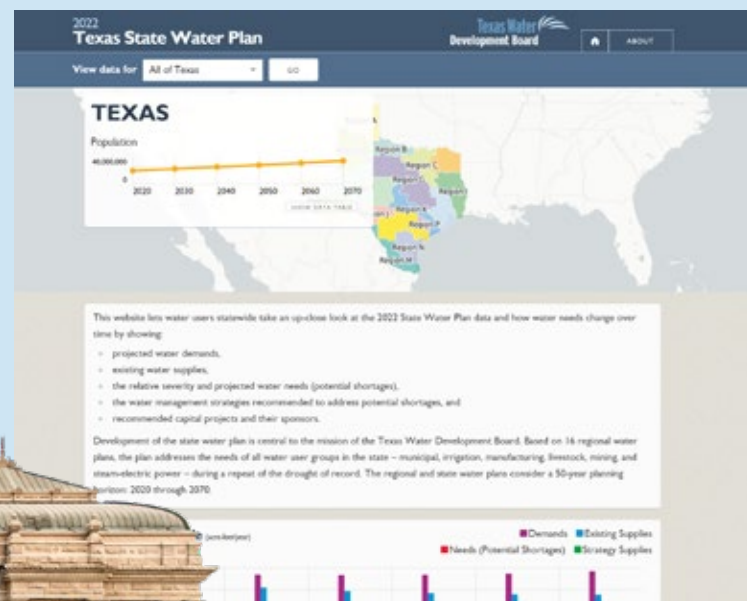 2022
Texas State Water Plan
Texas Water
Development Board
ABOUT
View data for All of Texas GO
TEXAS
Population
40,000,000
0
2020 2030 2040 2050 2060 2070
SHOW DATA TABLE
Region B
Region C
Region G
Region I
Region K
Region P
Region N
Region M
This website lets water users statewide take an up-close look at the 2022 State Water Plan data and how water needs change over
time by showing:
projected water demands,
existing water supplies,
the relative severity and projected water needs (potential shortages),
the water management strategies recommended to address potential shortages, and
recommended capital projects and their sponsors.
Development of the state water plan is central to the mission of the Texas Water Development Board. Based on 16 regional water
plans, the plan addresses the needs of all water user groups in the state – municipal, irrigation, manufacturing, livestock, mining, and
steam-electric power – during a repeat of the drought of record. The regional and state water plans consider a 50-year planning
horizon: 2020 through 2070.
(acre-feet/year)
Demands Existing Supplies
Needs (Potential Shortages) Strategy Supplies